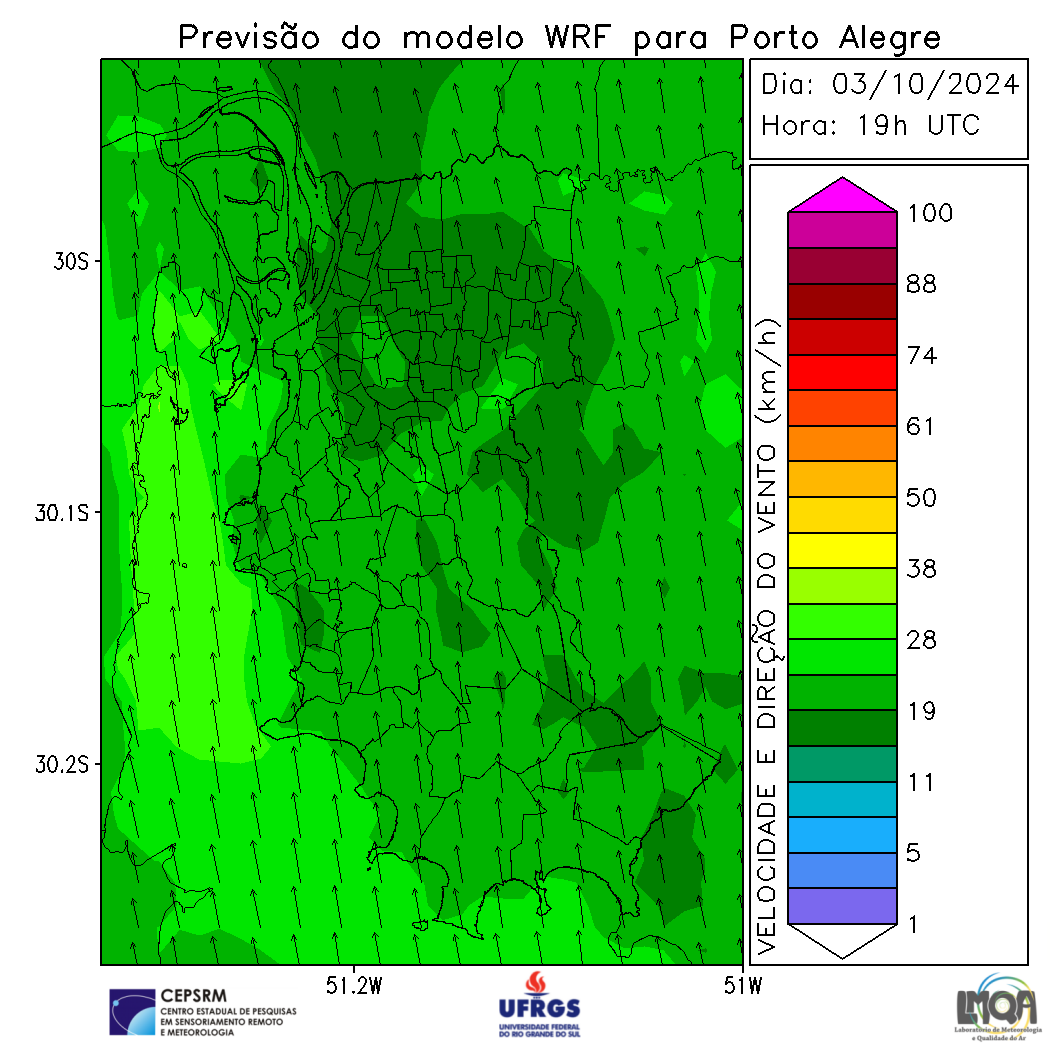 Previsão do modelo WRF para Porto Alegre
Dia: 03/10/2024
Hora: 19h UTC
30S
30.1S
30.2S
51.2W
51W
VELOCIDADE E DIREÇÃO DO VENTO (km/h)
100
88
74
61
50
38
28
19
11
5
1
CEPSRM
CENTRO ESTADUAL DE PESQUISAS
EM SENSORIAMENTO REMOTO
E METEOROLOGIA
UFRGS
UNIVERSIDADE FEDERAL
DO RIO GRANDE DO SUL
LMQA
Laboratório de Meteorologia
e Qualidade do Ar